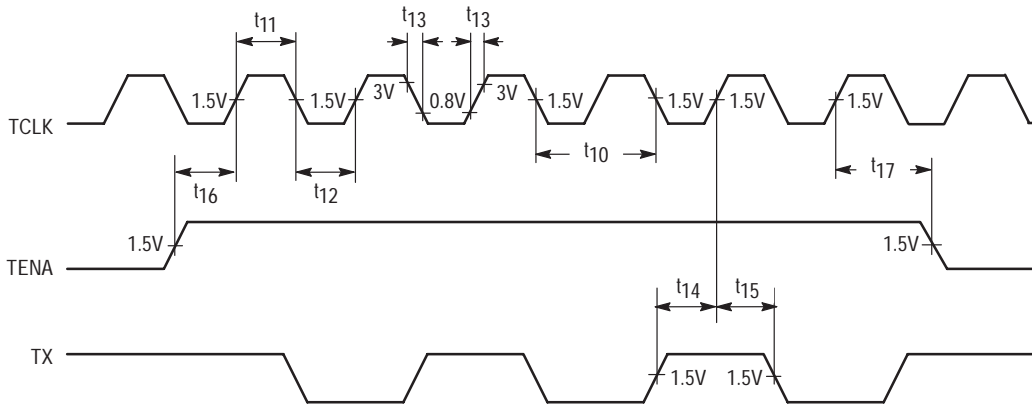 t13 t13
t11
1.5V 1.5V 3V 0.8V 3V 1.5V 1.5V 1.5V 1.5V
TCLK
t10
t16 t12 t17
1.5V 1.5V
TENA
t14 t15
TX
1.5V 1.5V